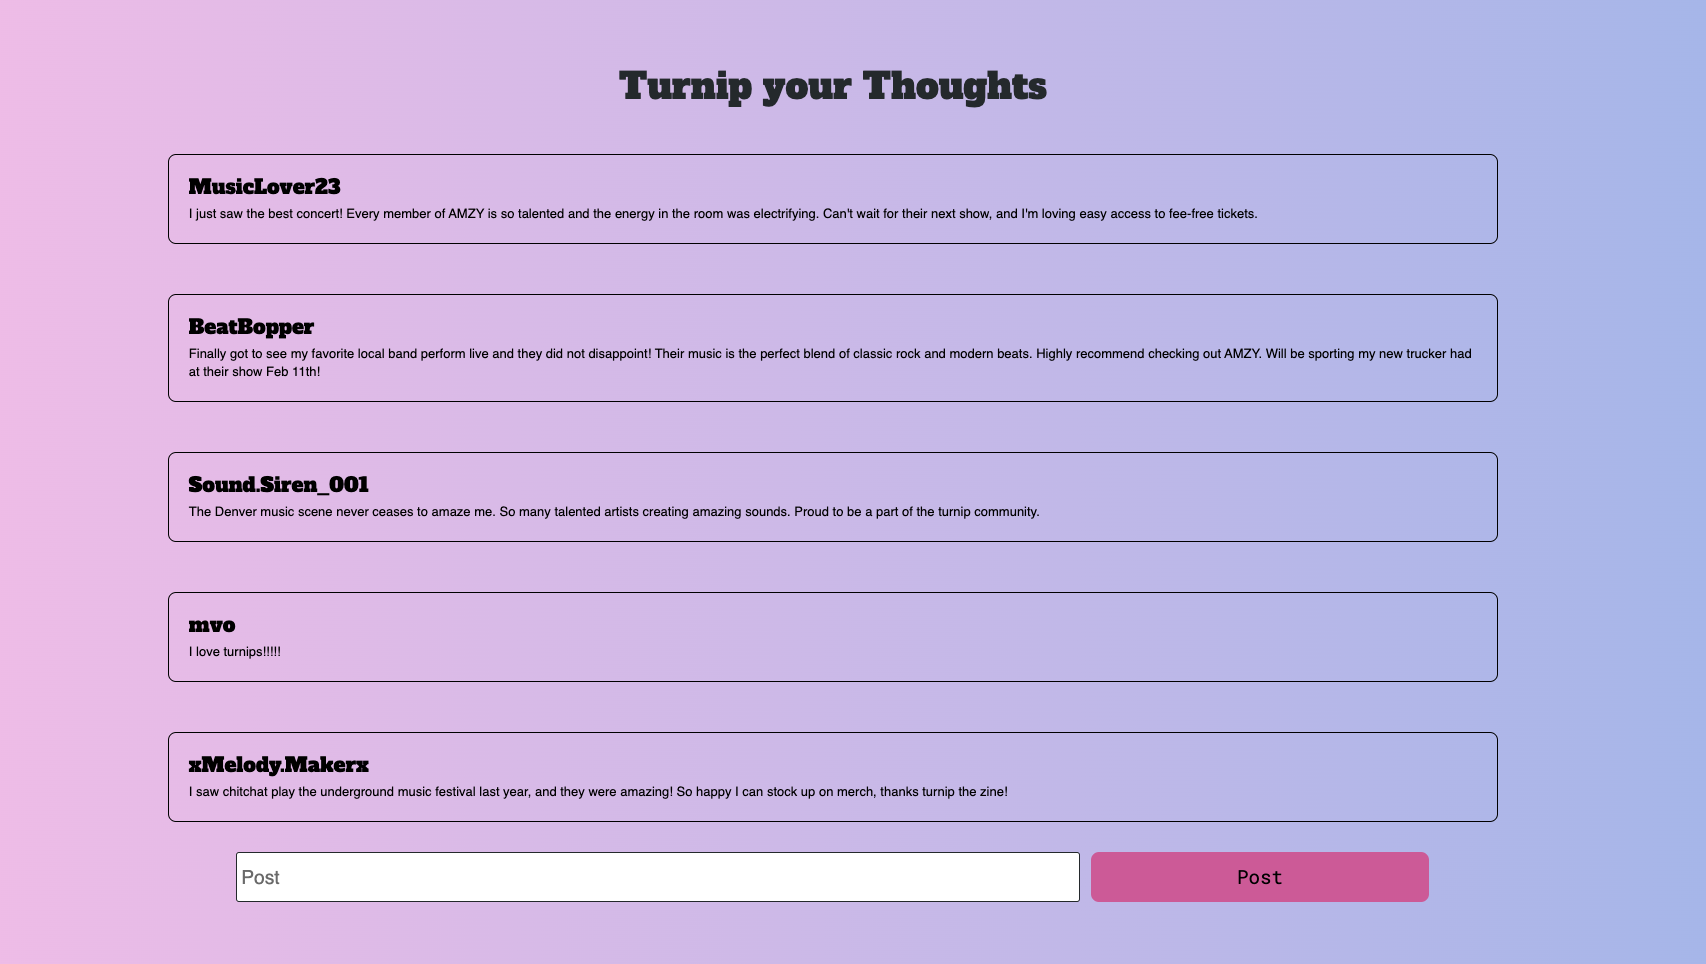 Turnip your Thoughts
MusicLover23
I just saw the best concert! Every member of AMZY is so talented and the energy in the room was electrifying. Can't wait for their next show, and I'm loving easy access to fee-free tickets.
BeatBopper
Finally got to see my favorite local band perform live and they did not disappoint! Their music is the perfect blend of classic rock and modern beats. Highly recommend checking out AMZY. Will be sporting my new trucker had
at their show Feb 11th!
Sound.Siren_001
The Denver music scene never ceases to amaze me. So many talented artists creating amazing sounds. Proud to be a part of the turnip community.
mvo
I love turnips!!!!!
xMelody.Makerx
I saw chitchat play the underground music festival last year, and they were amazing! So happy I can stock up on merch, thanks turnip the zine!
Post
Post